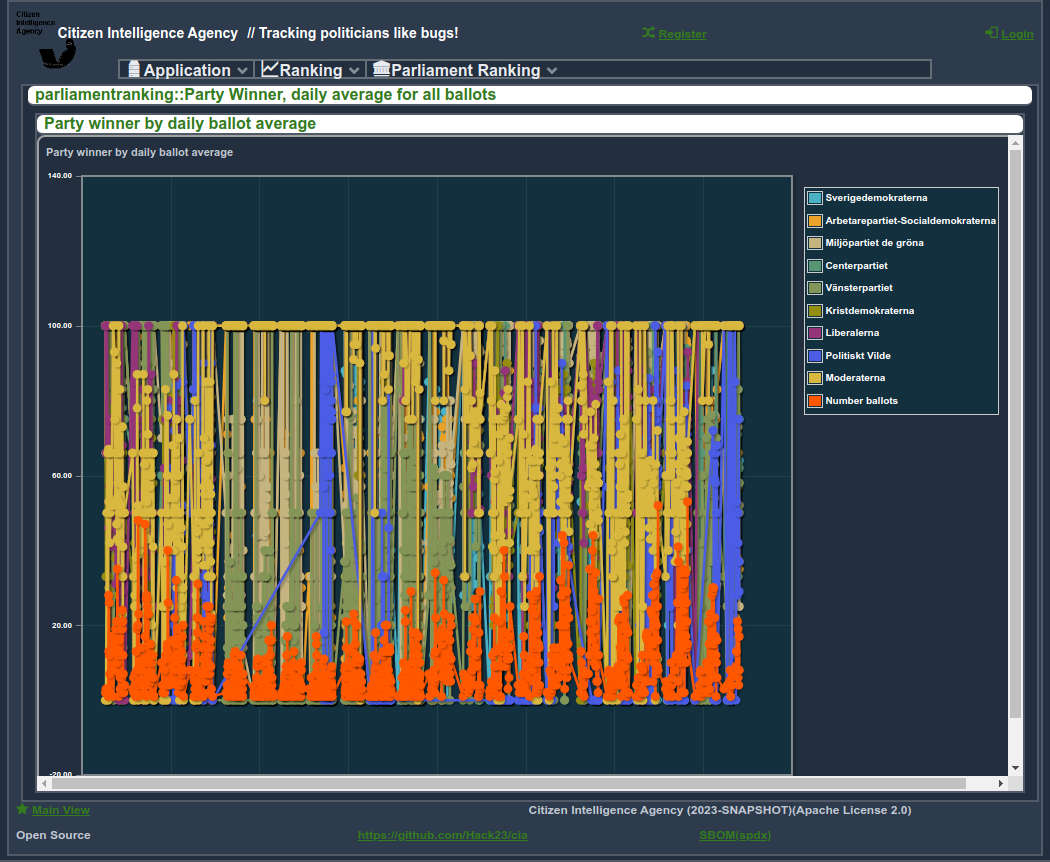 Citizen
Intelligence
Agency
Citizen Intelligence Agency // Tracking politicians like bugs!
Register
Login
Application
Ranking
Parliament Ranking
parliamentranking::Party Winner, daily average for all ballots
Party winner by daily ballot average
Party winner by daily ballot average
140.00
100.00
60.00
20.00
-20.00
Sverigedemokraterna
Arbetarepartiet-Socialdemokraterna
Miljöpartiet de gröna
Centerpartiet
Vänsterpartiet
Kristdemokraterna
Liberalerna
Politiskt Vilde
Moderaterna
Number ballots
Main View
Citizen Intelligence Agency (2023-SNAPSHOT)(Apache License 2.0)
Open Source
https://github.com/Hack23/cia
SBOM(spdx)